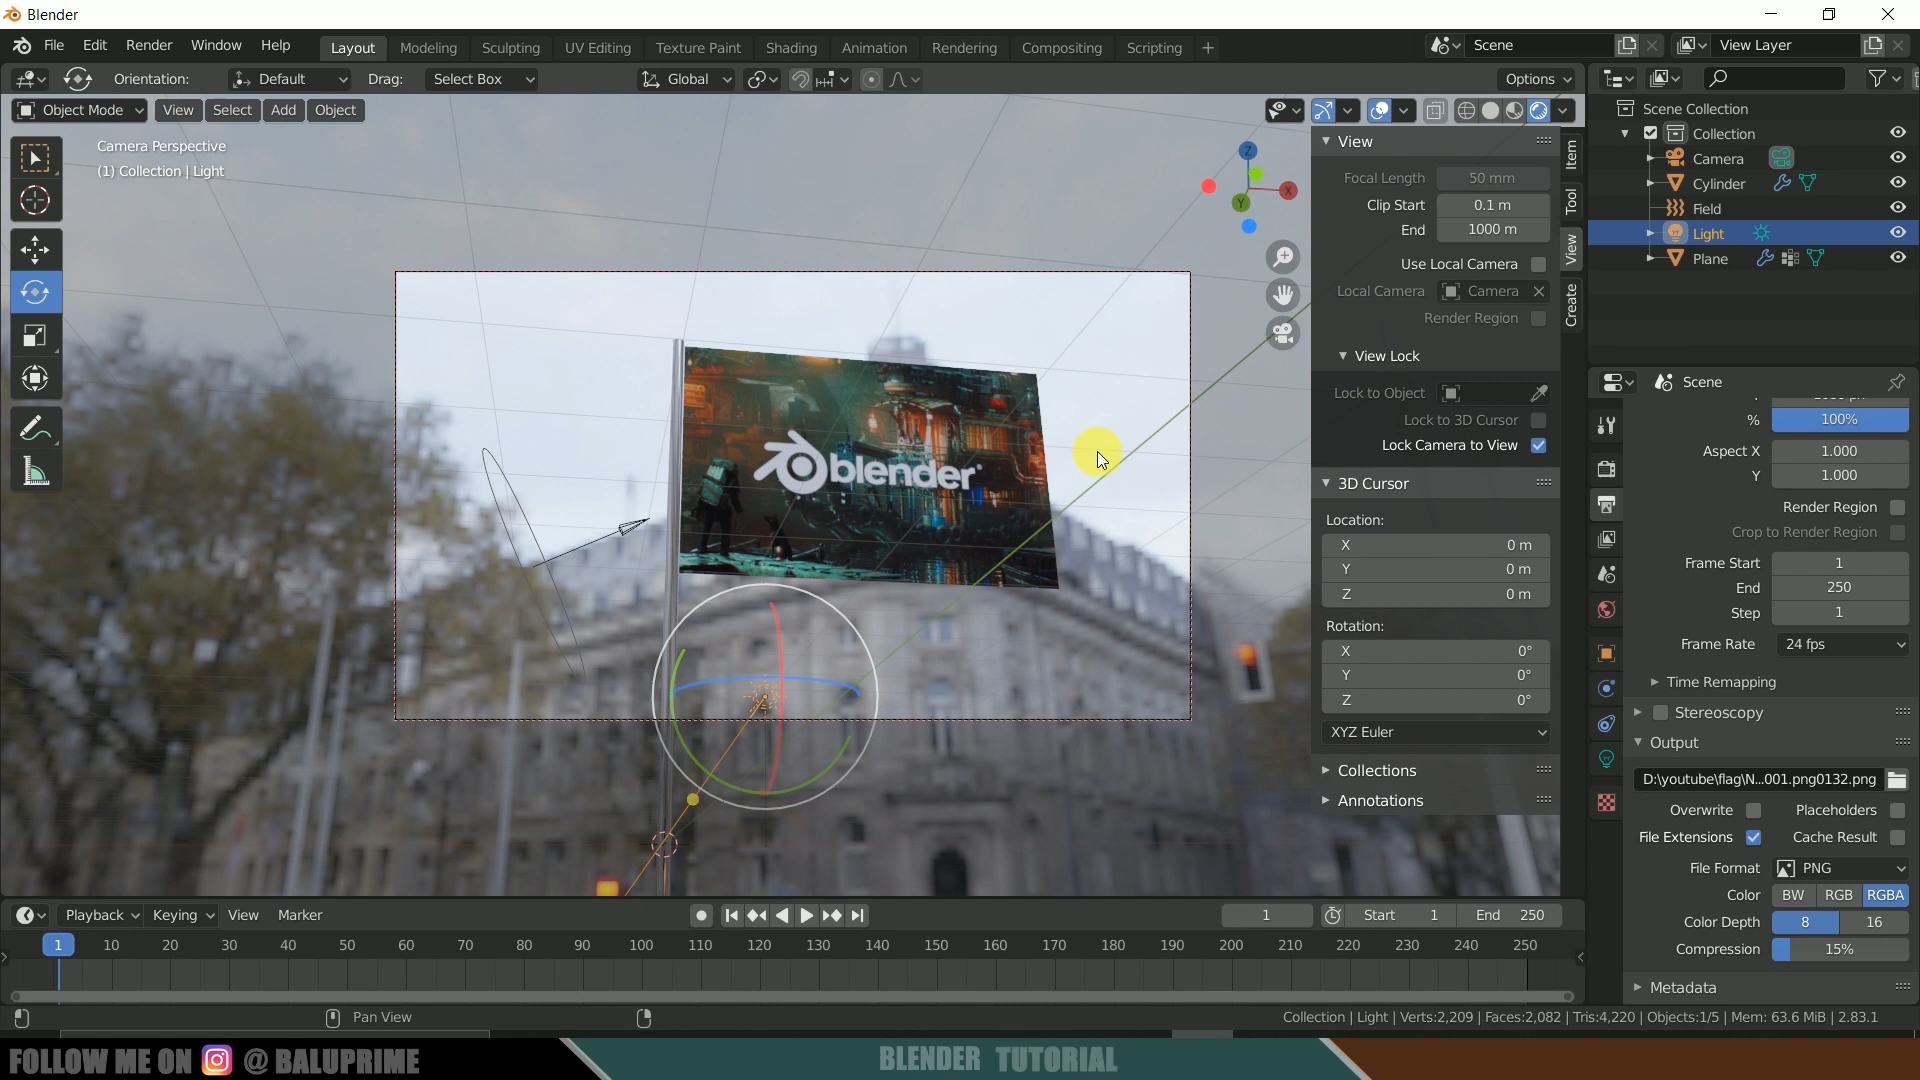 Blender
File Edit Render Window Help Layout Modeling Sculpting UV Editing Texture Paint Shading Animation Rendering Compositing Scripting + Scene View Layer
Orientation: Default Drag: Select Box Global Options
Object Mode View Select Add Object
Camera Perspective
(1) Collection | Light
Z
X
Y
blender
View
Focal Length 50 mm
Clip Start 0.1 m
End 1000 m
Use Local Camera
Local Camera Camera
Render Region
View Lock
Lock to Object
Lock to 3D Cursor
Lock Camera to View
3D Cursor
Location:
X 0 m
Y 0 m
Z 0 m
Rotation:
X 0°
Y 0°
Z 0°
XYZ Euler
Collections
Annotations
Item
Tool
View
Create
Scene Collection
Collection
Camera
Cylinder
Field
Light
Plane
Scene
% 100%
Aspect X 1.000
Y 1.000
Render Region
Crop to Render Region
Frame Start 1
End 250
Step 1
Frame Rate 24 fps
Time Remapping
Stereoscopy
Output
D:\youtube\flag\N...001.png0132.png
Overwrite Placeholders
File Extensions Cache Result
File Format PNG
Color BW RGB RGBA
Color Depth 8 16
Compression 15%
Metadata
Playback Keying View Marker 1 Start 1 End 250
1 10 20 30 40 50 60 70 80 90 100 110 120 130 140 150 160 170 180 190 200 210 220 230 240 250
Pan View
Collection | Light | Verts:2,209 | Faces:2,082 | Tris:4,220 | Objects:1/5 | Mem: 63.6 MiB | 2.83.1
FOLLOW ME ON @ BALUPRIME BLENDER TUTORIAL